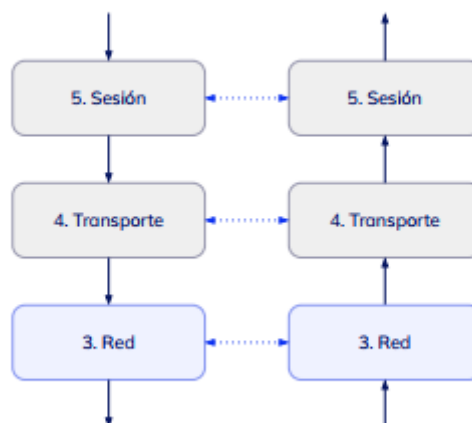 5. Sesión
5. Sesión
4. Transporte
4. Transporte
3. Red
3. Red